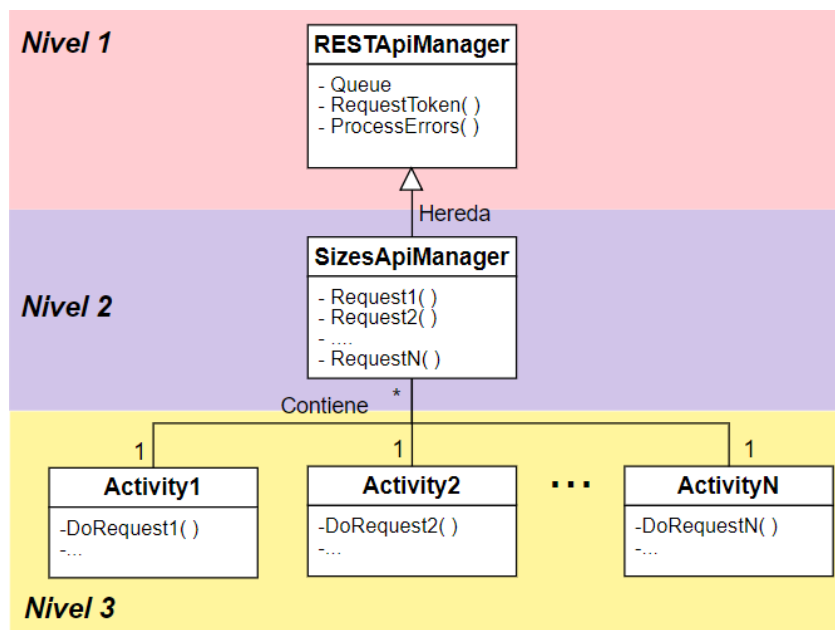 Nivel 1
RESTApiManager
- Queue
- RequestToken( )
- ProcessErrors( )
Hereda
Nivel 2
SizesApiManager
- Request1( )
- Request2( )
- ....
- RequestN( )
Contiene
*
1
1
1
Activity1
-DoRequest1( )
-...
Activity2
-DoRequest2( )
-...
...
ActivityN
-DoRequestN( )
-...
Nivel 3